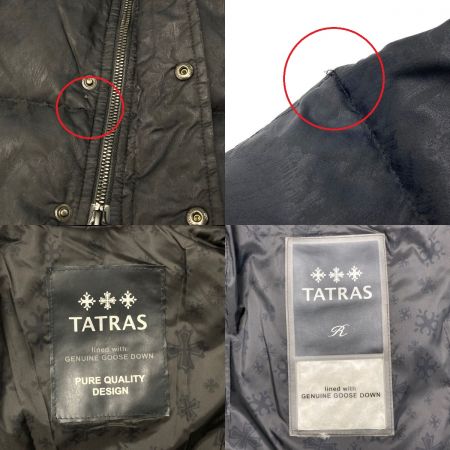 TATRAS
lined with
GENUINE GOOSE DOWN
PURE QUALITY
DESIGN
TATRAS
R
lined with
GENUINE GOOSE DOWN